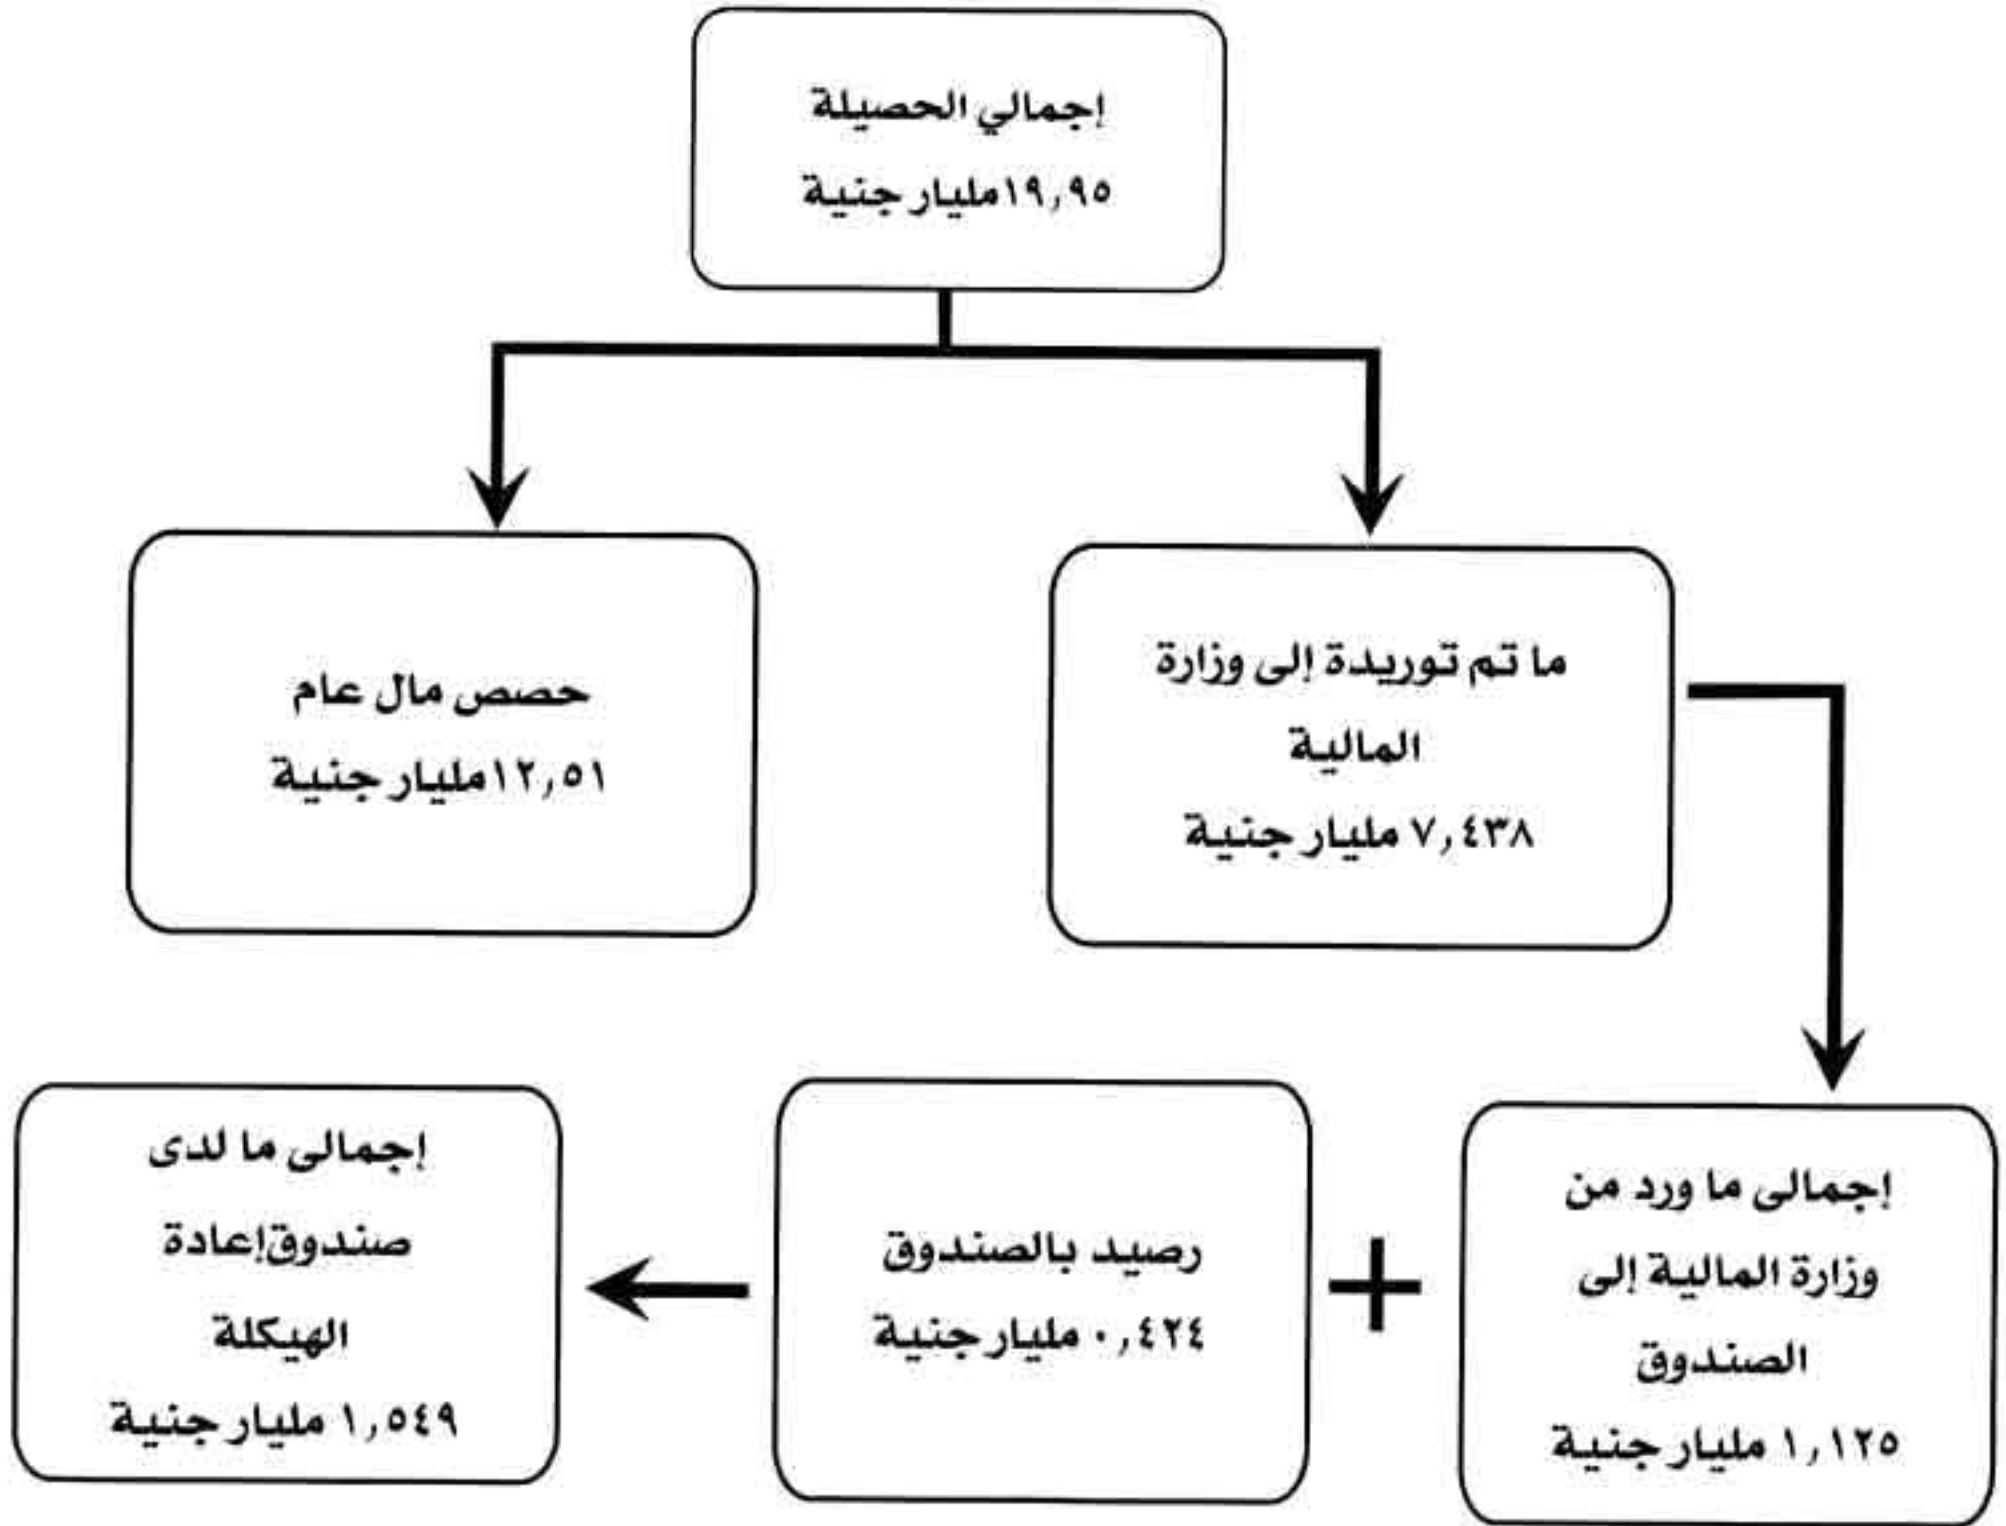 إجمالي الحصيلة
١٩,٩٥مليار جنية
ما تم توريدة إلى وزارة
المالية
٧,٤٣٨ مليار جنية
حصص مال عام
١٢,٥١مليار جنية
إجمالى ما ورد من
وزارة المالية إلى
الصندوق
١,١٢٥ مليار جنية
+
رصيد بالصندوق
٠,٤٢٤ مليار جنية
إجمالى ما لدى
صندوق إعادة
الهيكلة
١,٥٤٩ مليار جنية